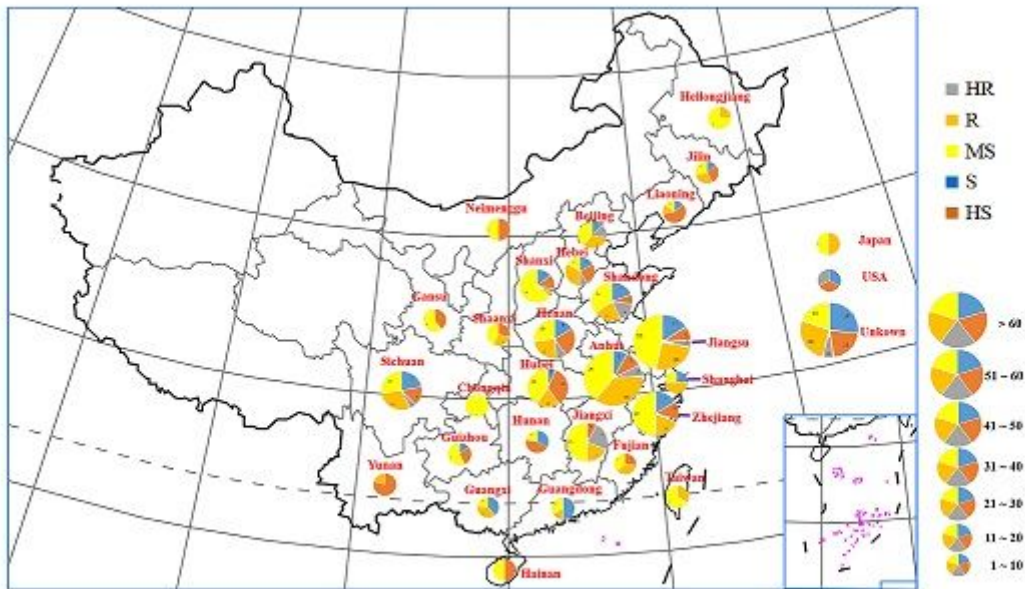 HR
R
MS
S
HS
Heilongjiang
Jilin
Liaoning
Neimenggu
Beijing
Japan
Hebei
Shanxi
USA
Shandong
Gansu
Shaanxi
Henan
Unkown
> 60
Jiangsu
Anhui
Sichuan
Hubei
Shanghai
51 ~ 60
Chongqin
Jiangxi
Zhejiang
Hunan
41 ~ 50
Guizhou
Fujian
Yunan
Taiwan
31 ~ 40
Guangxi
Guangdong
21 ~ 30
11 ~ 20
1 ~ 10
Hainan